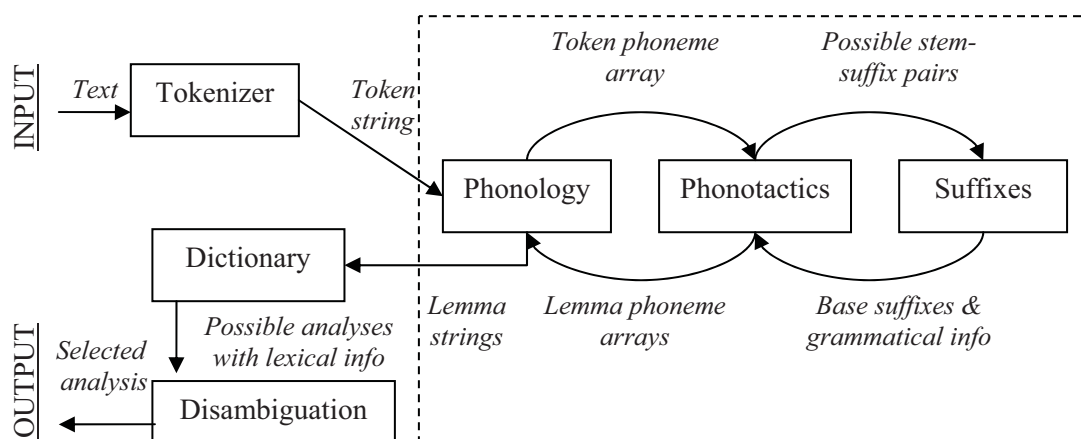 INPUT
Text
Tokenizer
Token
string
Token phoneme
array
Possible stem-
suffix pairs
Phonology
Phonotactics
Suffixes
Lemma
strings
Lemma phoneme
arrays
Base suffixes &
grammatical info
Dictionary
Possible analyses
with lexical info
OUTPUT
Selected
analysis
Disambiguation